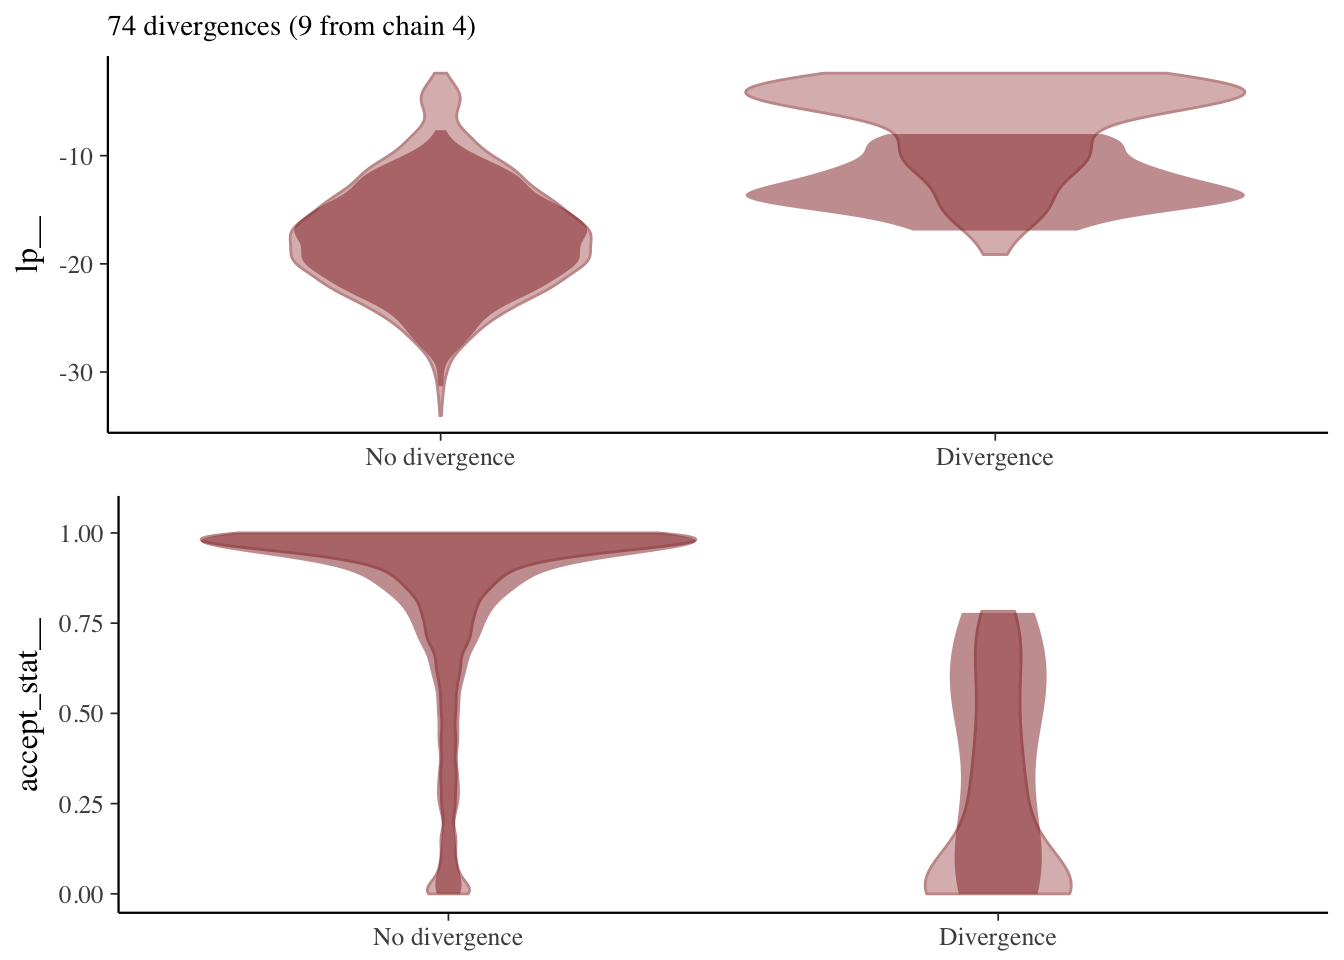 74 divergences (9 from chain 4)
lp__
-10
-20
-30
No divergence
Divergence
accept_stat__
1.00
0.75
0.50
0.25
0.00
No divergence
Divergence